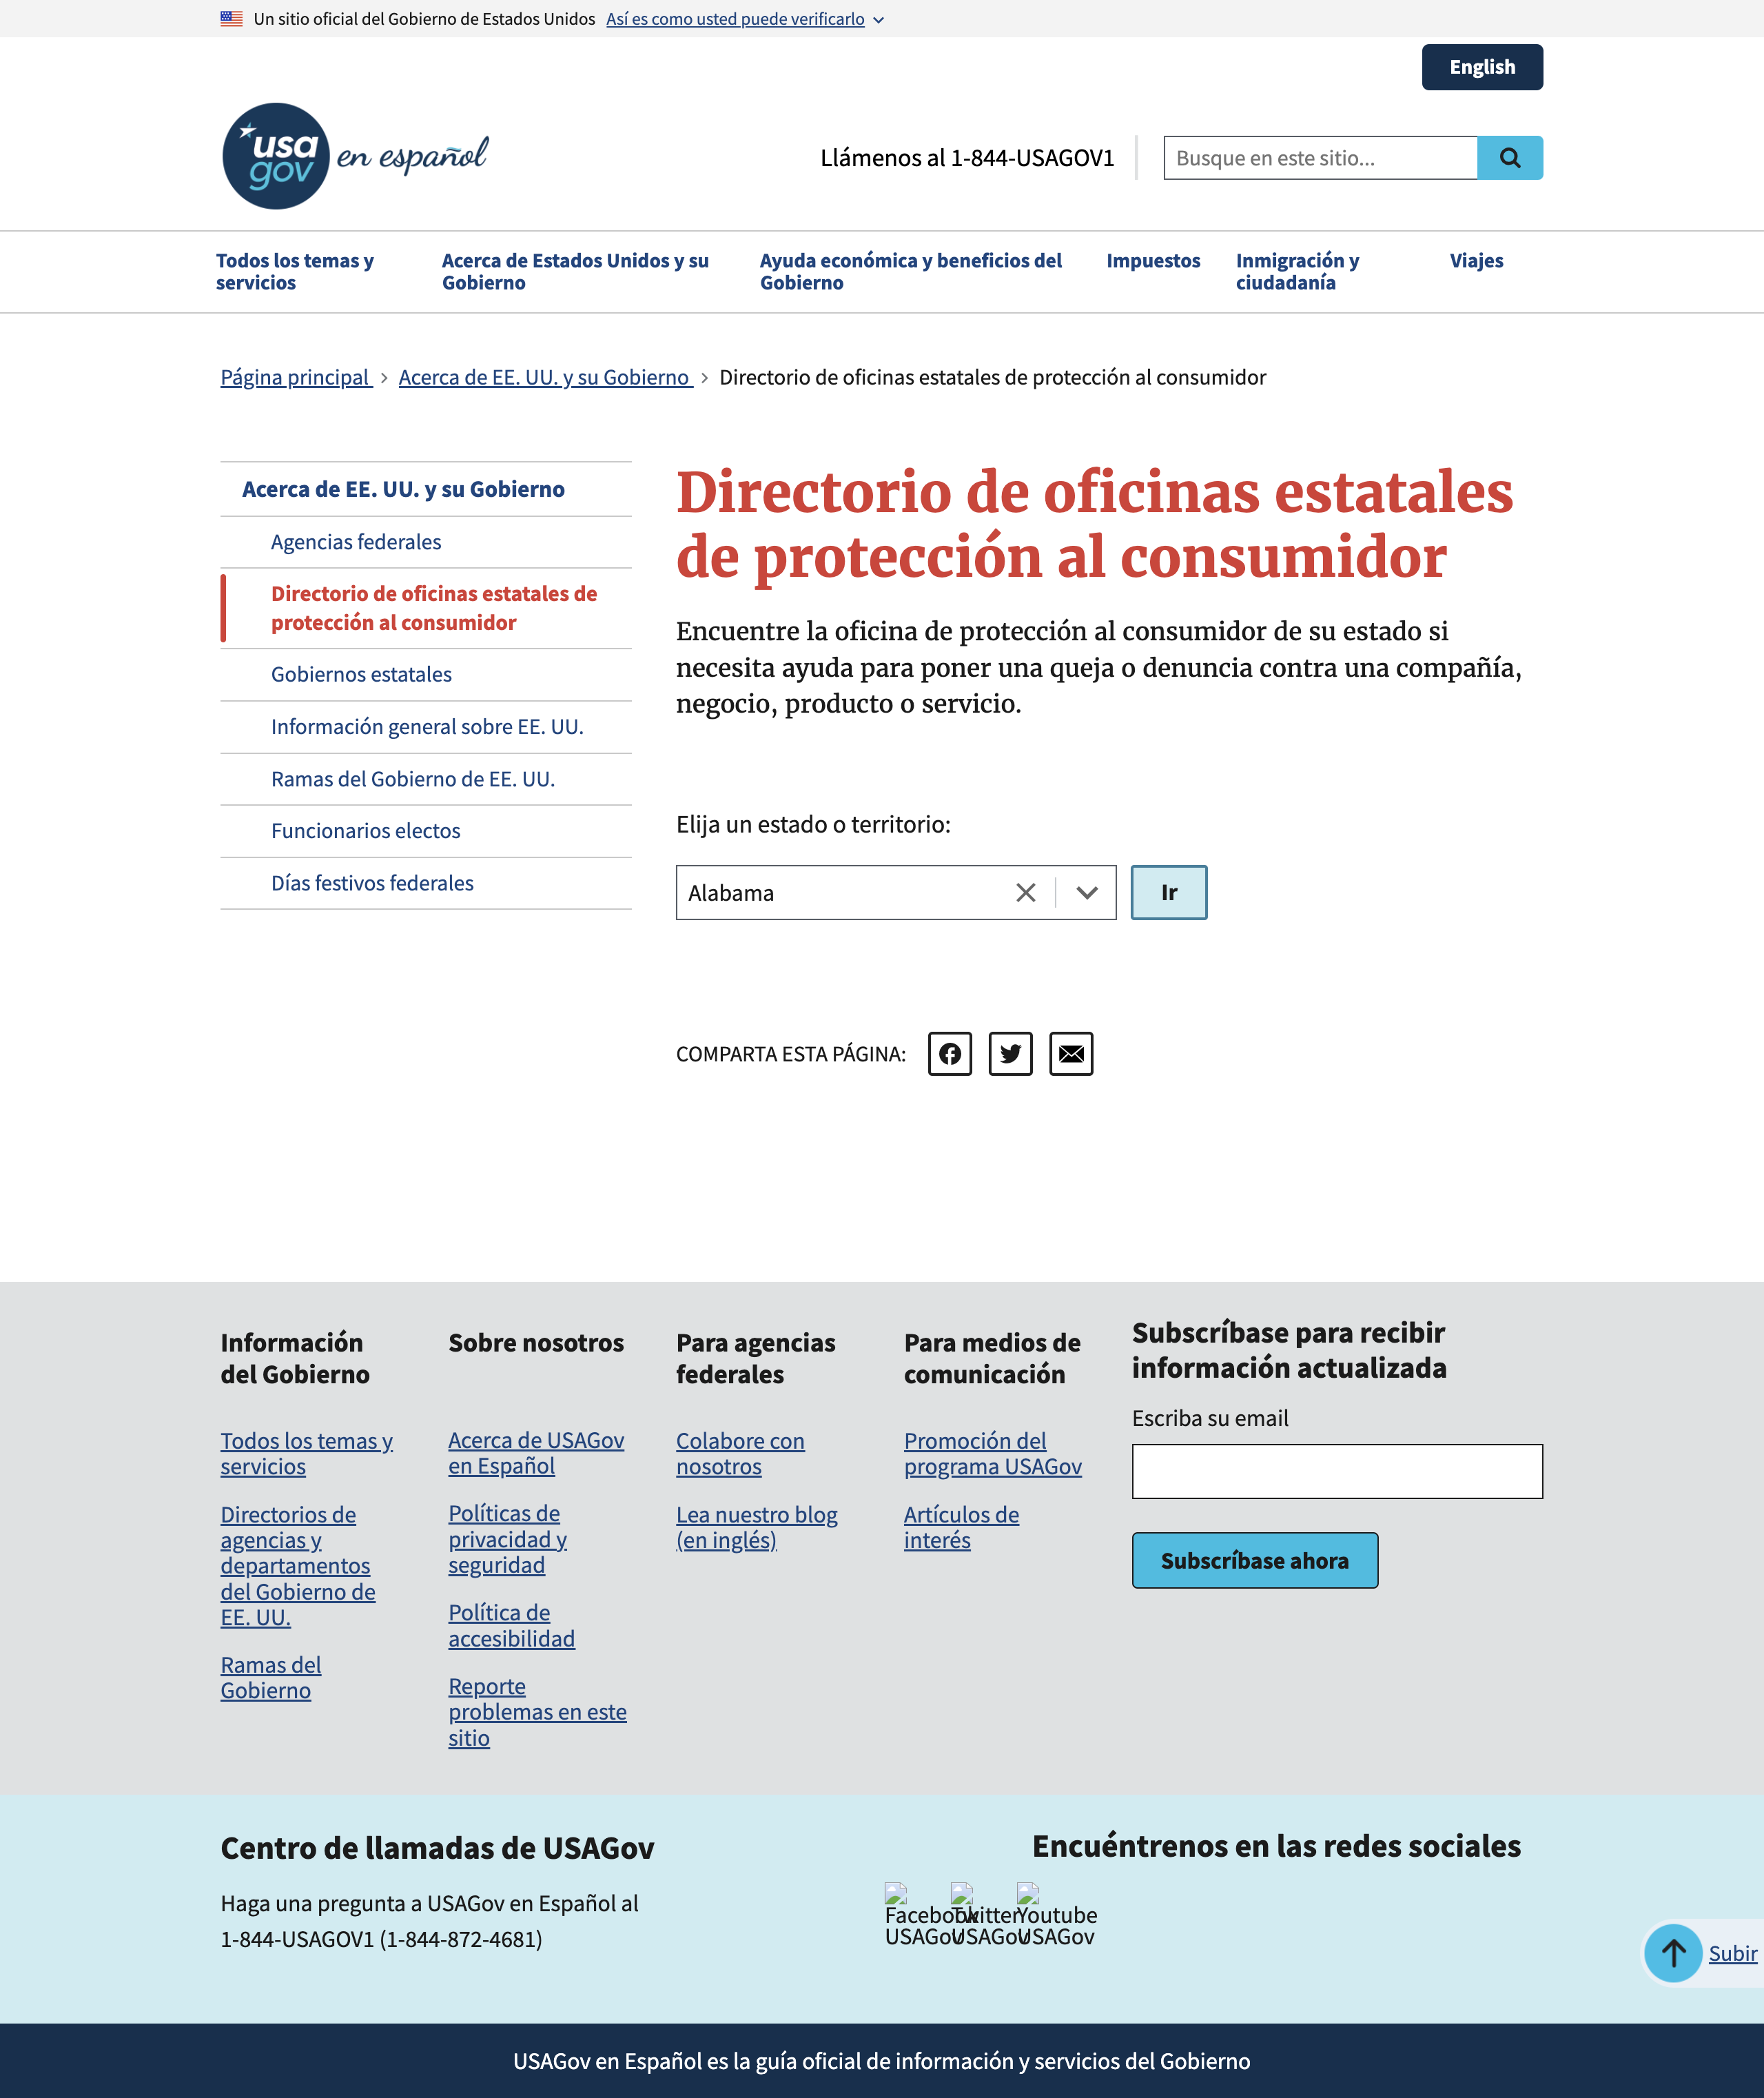 Un sitio oficial del Gobierno de Estados Unidos Así es como usted puede verificarlo
English
usa gov en español
Llámenos al 1-844-USAGOV1
Busque en este sitio...
Todos los temas y servicios
Acerca de Estados Unidos y su Gobierno
Ayuda económica y beneficios del Gobierno
Impuestos
Inmigración y ciudadanía
Viajes
Página principal
Acerca de EE. UU. y su Gobierno
Directorio de oficinas estatales de protección al consumidor
Acerca de EE. UU. y su Gobierno
Agencias federales
Directorio de oficinas estatales de
protección al consumidor
Gobiernos estatales
Información general sobre EE. UU.
Ramas del Gobierno de EE. UU.
Funcionarios electos
Días festivos federales
Directorio de oficinas estatales
de protección al consumidor
Encuentre la oficina de protección al consumidor de su estado si
necesita ayuda para poner una queja o denuncia contra una compañía,
negocio, producto o servicio.
Elija un estado o territorio:
Alabama
Ir
COMPARTA ESTA PÁGINA:
Información
del Gobierno
Todos los temas y
servicios
Directorios de
agencias y
departamentos
del Gobierno de
EE. UU.
Ramas del
Gobierno
Sobre nosotros
Acerca de USAGov
en Español
Políticas de
privacidad y
seguridad
Política de
accesibilidad
Reporte
problemas en este
sitio
Para agencias
federales
Colabore con
nosotros
Lea nuestro blog
(en inglés)
Para medios de
comunicación
Promoción del
programa USAGov
Artículos de
interés
Subscríbase para recibir
información actualizada
Escriba su email
Subscríbase ahora
Centro de llamadas de USAGov
Haga una pregunta a USAGov en Español al
1-844-USAGOV1 (1-844-872-4681)
Encuéntrenos en las redes sociales
Facebook
USAGov
Twitter
USAGov
Youtube
USAGov
Subir
USAGov en Español es la guía oficial de información y servicios del Gobierno